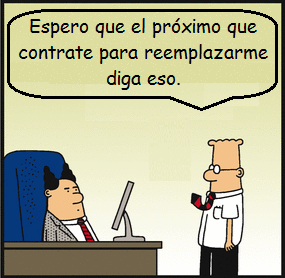 Espero que el próximo que
contrate para reemplazarme
diga eso.